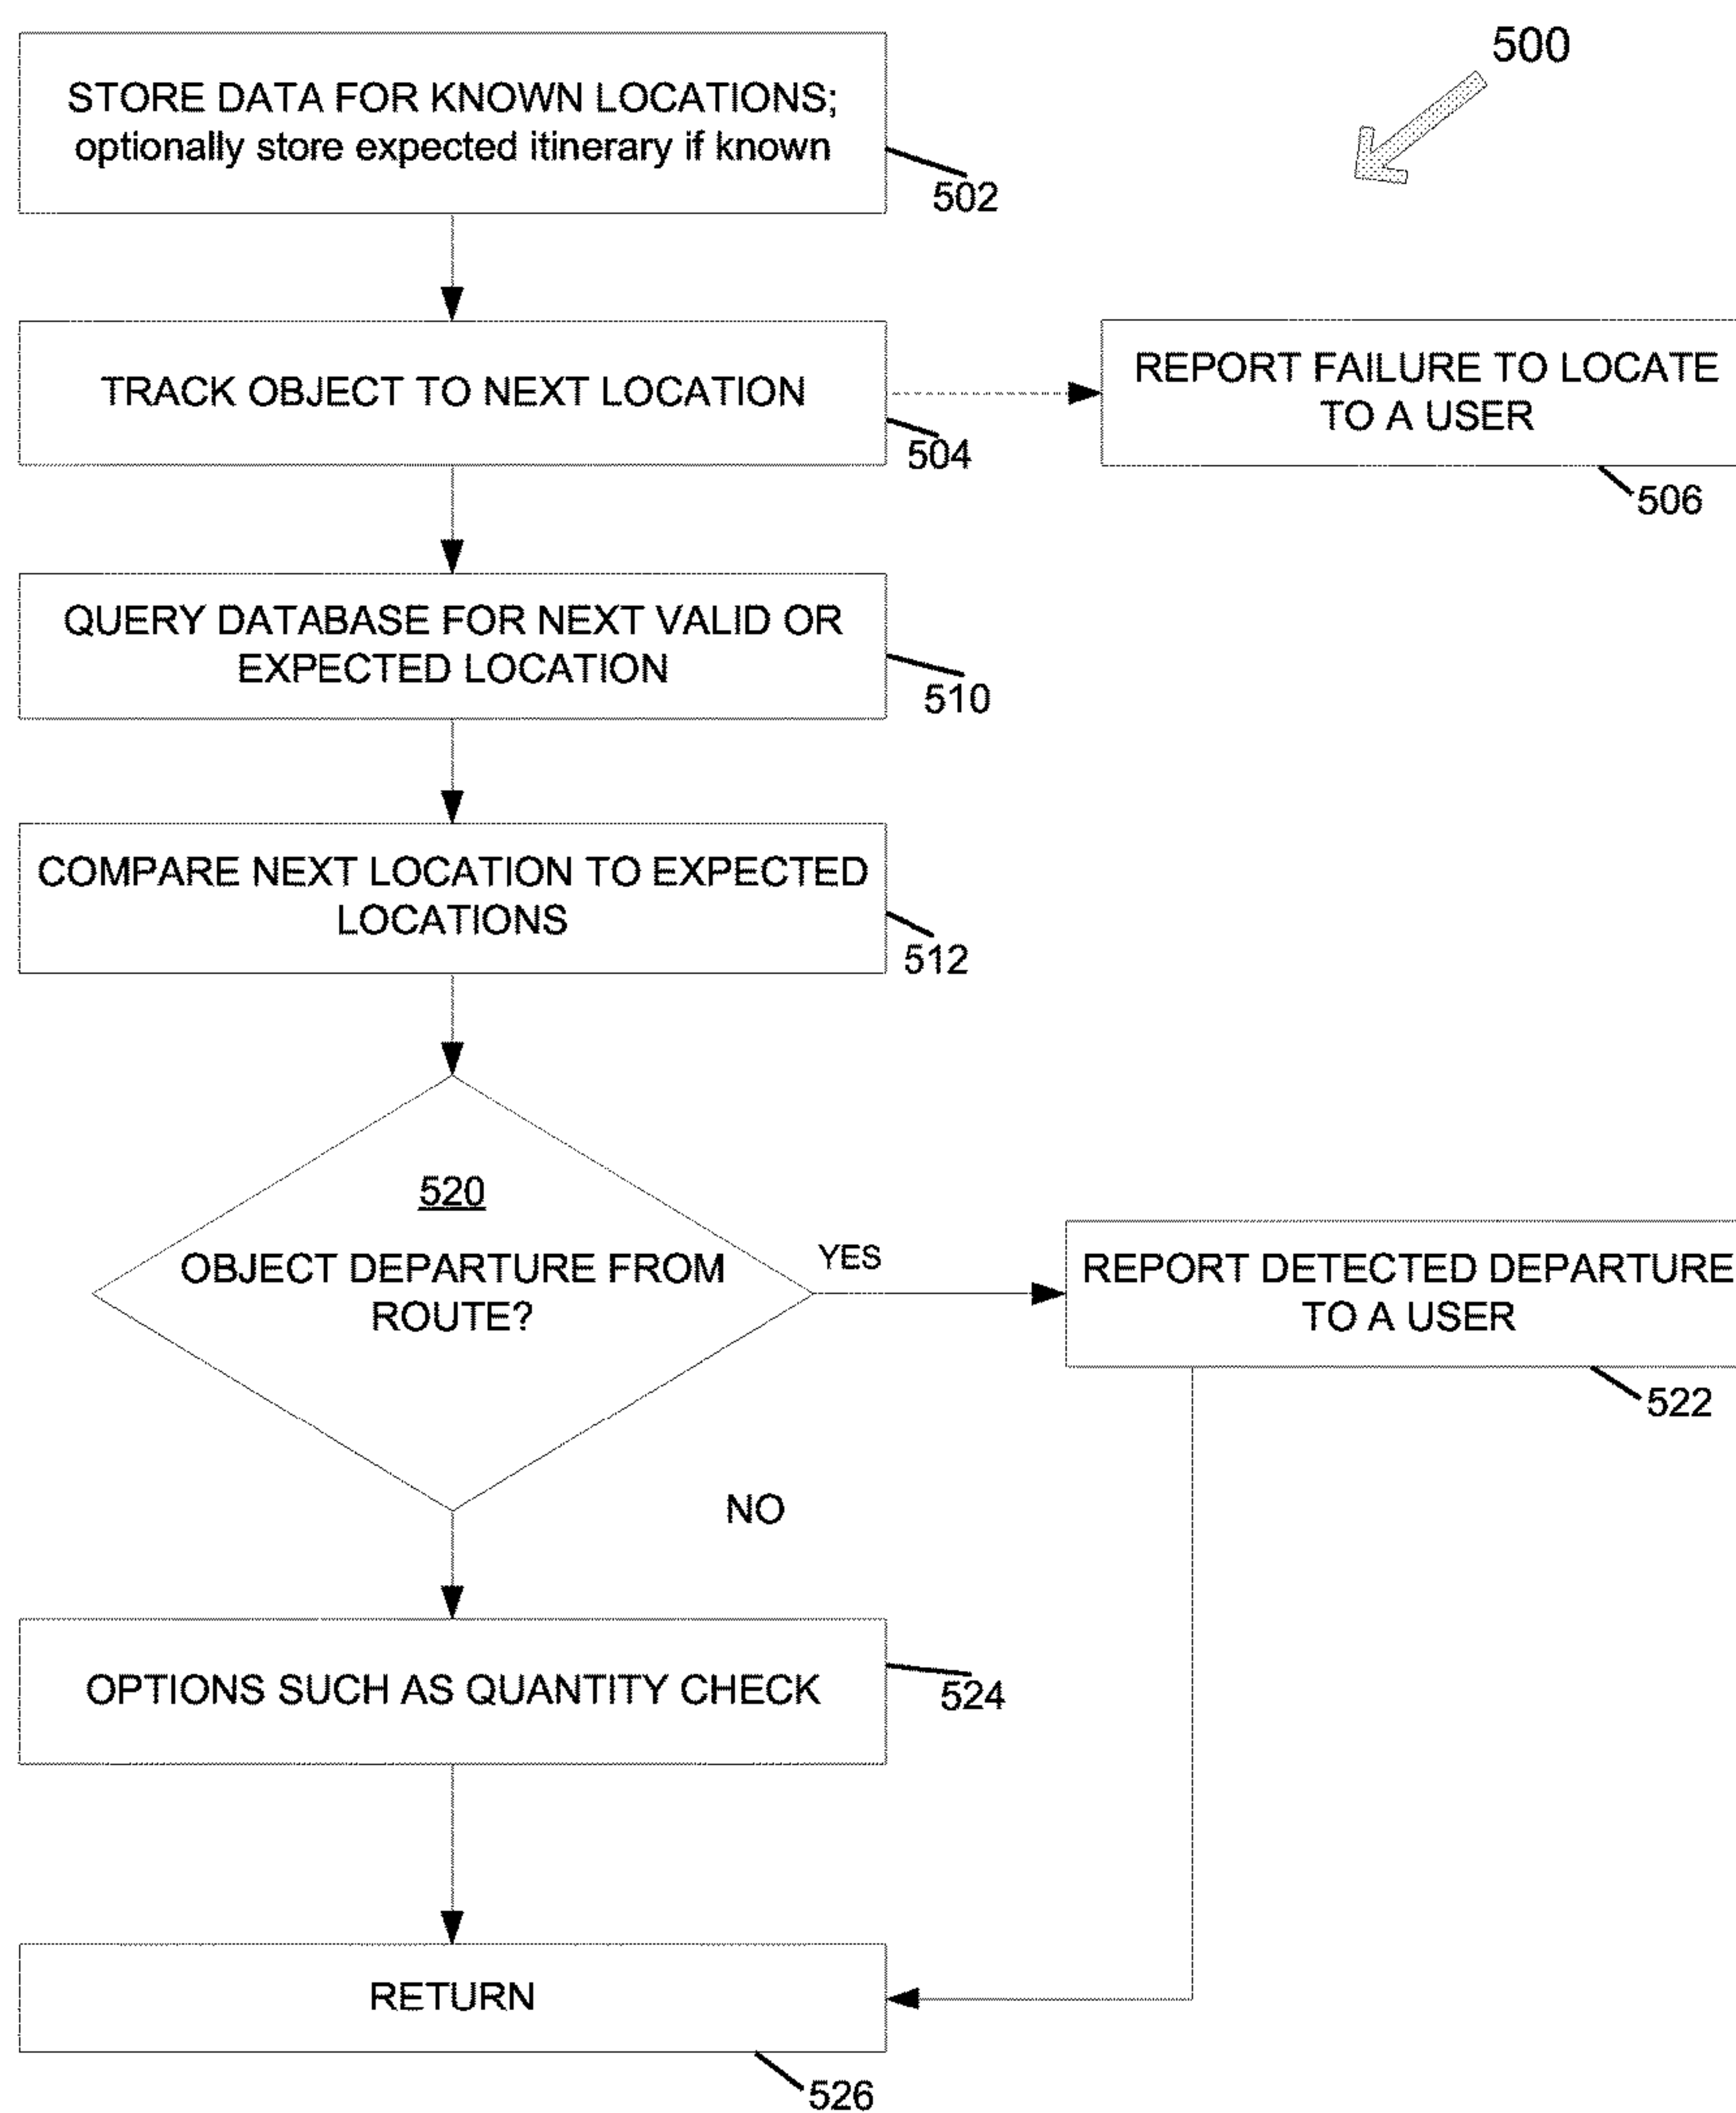 500
STORE DATA FOR KNOWN LOCATIONS;
optionally store expected itinerary if known
502
TRACK OBJECT TO NEXT LOCATION
504
REPORT FAILURE TO LOCATE
TO A USER
506
QUERY DATABASE FOR NEXT VALID OR
EXPECTED LOCATION
510
COMPARE NEXT LOCATION TO EXPECTED
LOCATIONS
512
520
OBJECT DEPARTURE FROM
ROUTE?
YES
REPORT DETECTED DEPARTURE
TO A USER
522
NO
OPTIONS SUCH AS QUANTITY CHECK
524
RETURN
526